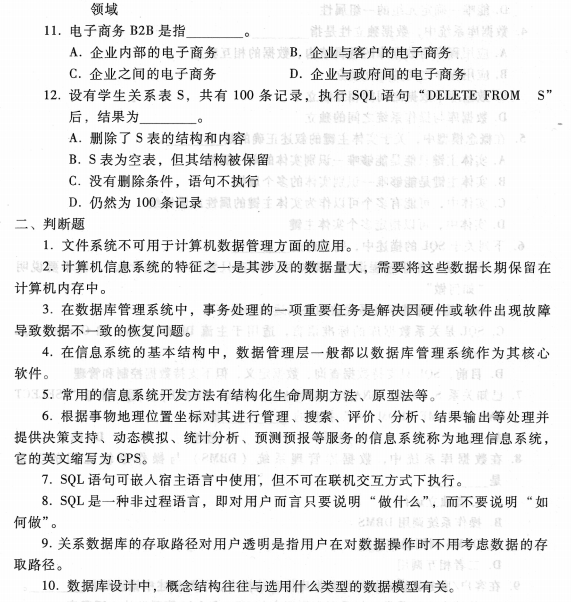 领域
11. 电子商务 B2B 是指________。
A. 企业内部的电子商务 B. 企业与客户的电子商务
C. 企业之间的电子商务 D. 企业与政府间的电子商务
12. 设有学生关系表 S，共有 100 条记录，执行 SQL 语句“DELETE FROM S”
后，结果为________。
A. 删除了 S 表的结构和内容
B. S 表为空表，但其结构被保留
C. 没有删除条件，语句不执行
D. 仍然为 100 条记录
二、判断题
1. 文件系统不可用于计算机数据管理方面的应用。
2. 计算机信息系统的特征之一是其涉及的数据量大，需要将这些数据长期保留在
计算机内存中。
3. 在数据库管理系统中，事务处理的一项重要任务是解决因硬件或软件出现故障
导致数据不一致的恢复问题。
4. 在信息系统的基本结构中，数据管理层一般都以数据库管理系统作为其核心
软件。
5. 常用的信息系统开发方法有结构化生命周期方法、原型法等。
6. 根据事物地理位置坐标对其进行管理、搜索、评价、分析、结果输出等处理并
提供决策支持、动态模拟、统计分析、预测预报等服务的信息系统称为地理信息系统，
它的英文缩写为 GPS。
7. SQL 语句可嵌入宿主语言中使用，但不可在联机交互方式下执行。
8. SQL 是一种非过程语言，即对用户而言只要说明“做什么”，而不要说明“如
何做”。
9. 关系数据库的存取路径对用户透明是指用户在对数据操作时不用考虑数据的存
取路径。
10. 数据库设计中，概念结构往往与选用什么类型的数据模型有关。